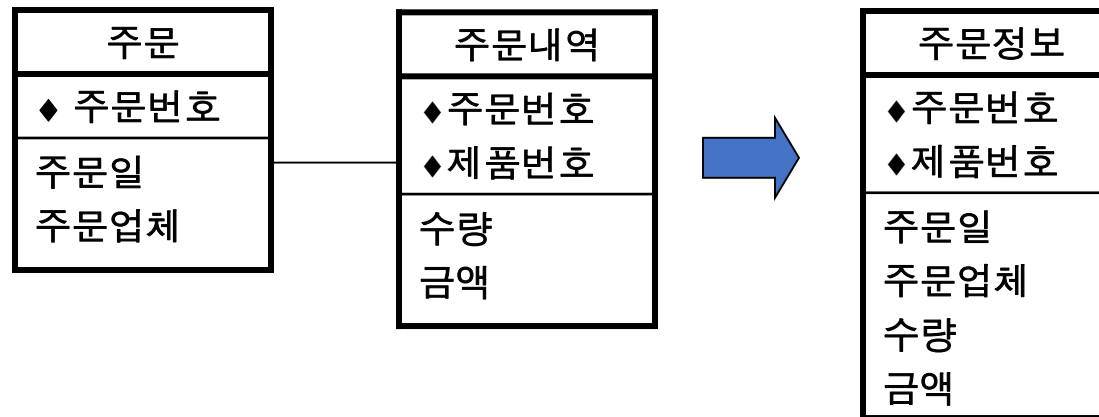 주문
♦ 주문번호
주문일
주문업체
주문내역
♦주문번호
♦제품번호
수량
금액
주문정보
♦주문번호
♦제품번호
주문일
주문업체
수량
금액